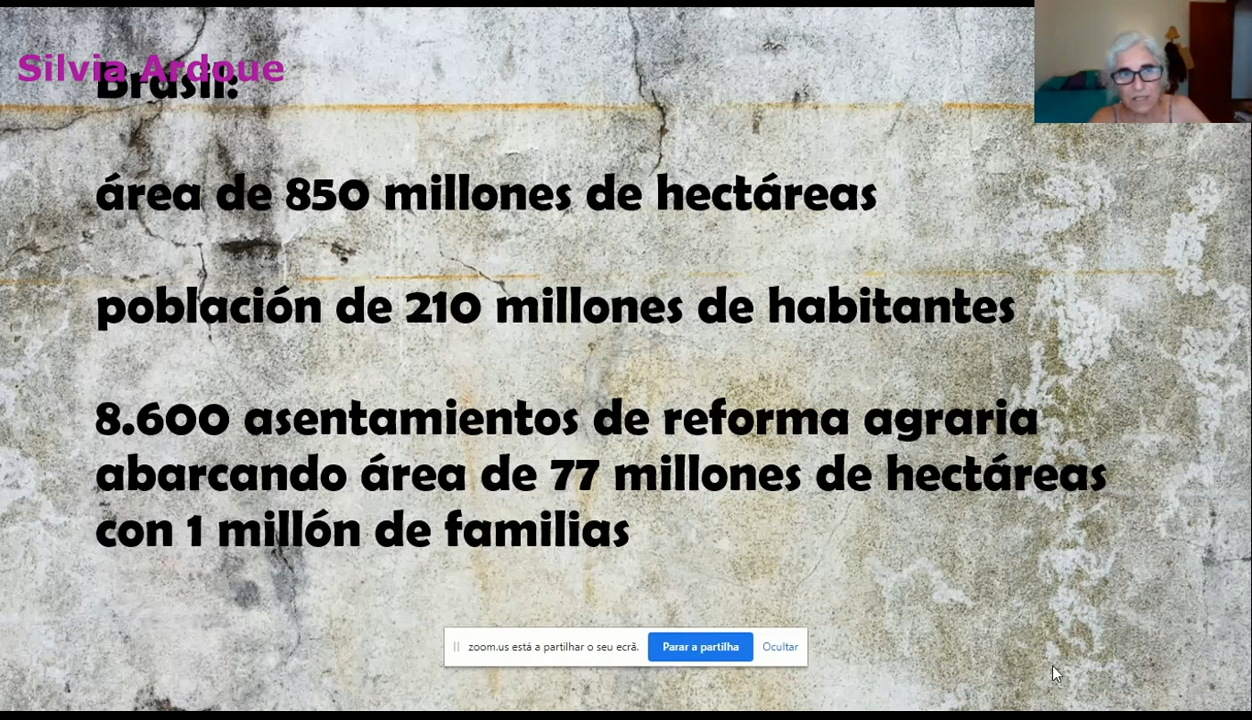 Silvia Ardoue
Brasil:
área de 850 millones de hectáreas
población de 210 millones de habitantes
8.600 asentamientos de reforma agraria
abarcando área de 77 millones de hectáreas
con 1 millón de familias
zoom.us está a partilhar o seu ecrã. Parar a partilha Ocultar